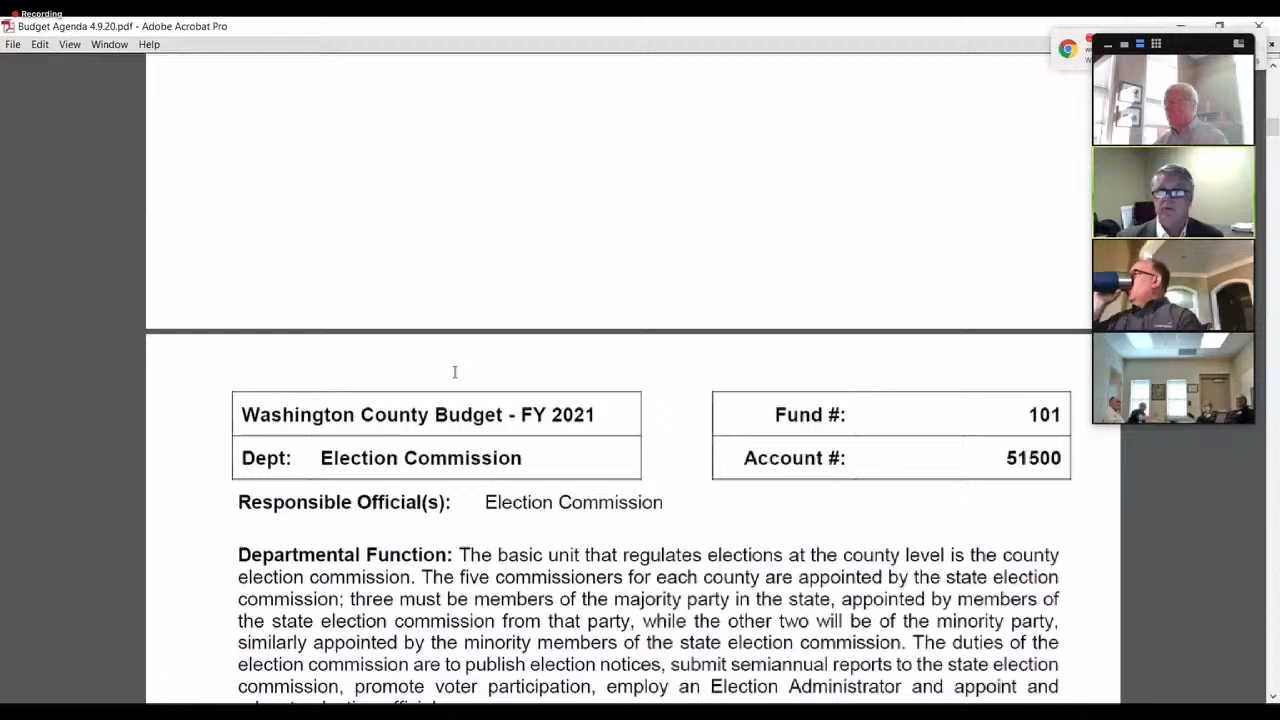 Recording
Budget Agenda 4.9.20.pdf - Adobe Acrobat Pro
File Edit View Window Help
Washington County Budget - FY 2021
Dept: Election Commission
Fund #: 101
Account #: 51500
Responsible Official(s): Election Commission
Departmental Function: The basic unit that regulates elections at the county level is the county
election commission. The five commissioners for each county are appointed by the state election
commission; three must be members of the majority party in the state, appointed by members of
the state election commission from that party, while the other two will be of the minority party,
similarly appointed by the minority members of the state election commission. The duties of the
election commission are to publish election notices, submit semiannual reports to the state election
commission, promote voter participation, employ an Election Administrator and appoint and